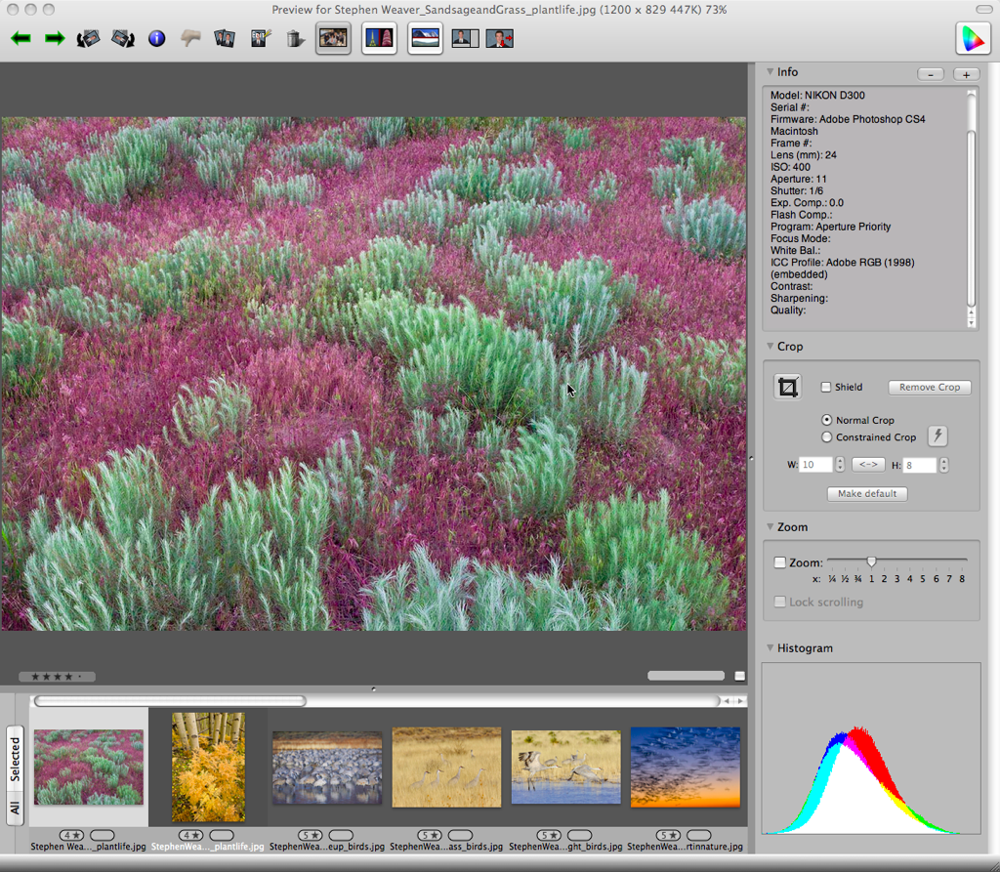 Preview for Stephen Weaver_SandsageandGrass_plantlife.jpg (1200 x 829 447K) 73%
EDIT
Info
-
+
Model: NIKON D300
Serial #:
Firmware: Adobe Photoshop CS4
Macintosh
Frame #:
Lens (mm): 24
ISO: 400
Aperture: 11
Shutter: 1/6
Exp. Comp.: 0.0
Flash Comp.:
Program: Aperture Priority
Focus Mode:
White Bal.:
ICC Profile: Adobe RGB (1998)
(embedded)
Contrast:
Sharpening:
Quality:
Crop
Shield
Remove Crop
Normal Crop
Constrained Crop
W: 10
<->
H: 8
Make default
Zoom
Zoom:
x: ¼ ½ ¾ 1 2 3 4 5 6 7 8
Lock scrolling
Histogram
Selected
All
4★
4★
5★
5★
5★
5★
Stephen Wea..._plantlife.jpg
StephenWea..._plantlife.jpg
StephenWea...eup_birds.jpg
StephenWea...ass_birds.jpg
StephenWea...ght_birds.jpg
StephenWea...rtinnature.jpg